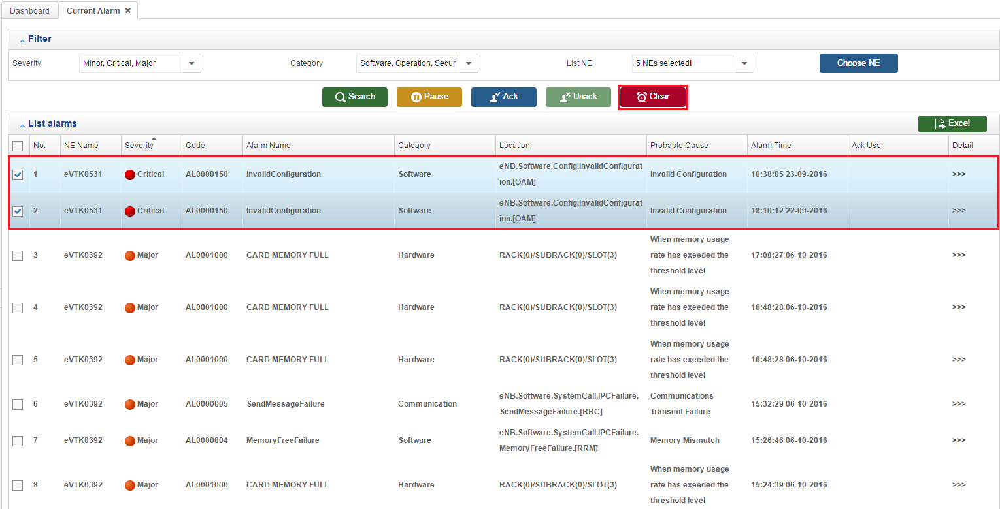 Dashboard
Current Alarm
Filter
Severity
Minor, Critical, Major
Category
Software, Operation, Secur
List NE
5 NEs selected!
Choose NE
Search
Pause
Ack
Unack
Clear
List alarms
Excel
No. NE Name Severity Code Alarm Name Category Location Probable Cause Alarm Time Ack User Detail
eNB.Software.Config.InvalidConfigurat
1 eVTK0531 Critical AL0000150 InvalidConfiguration Software Invalid Configuration 10:38:05 23-09-2016 >>>
ion.[OAM]
eNB.Software.Config.InvalidConfigurat
2 eVTK0531 Critical AL0000150 InvalidConfiguration Software Invalid Configuration 18:10:12 22-09-2016 >>>
ion.[OAM]
When memory usage
3 eVTK0392 Major AL0001000 CARD MEMORY FULL Hardware RACK(0)/SUBRACK(0)/SLOT(3) rate has exeeded the 17:08:27 06-10-2016 >>>
threshold level
When memory usage
4 eVTK0392 Major AL0001000 CARD MEMORY FULL Hardware RACK(0)/SUBRACK(0)/SLOT(3) rate has exeeded the 16:48:28 06-10-2016 >>>
threshold level
When memory usage
5 eVTK0392 Major AL0001000 CARD MEMORY FULL Hardware RACK(0)/SUBRACK(0)/SLOT(3) rate has exeeded the 16:48:28 06-10-2016 >>>
threshold level
eNB.Software.SystemCall.IPCFailure. Communications
6 eVTK0392 Major AL0000005 SendMessageFailure Communication 15:32:29 06-10-2016 >>>
SendMessageFailure.[RRC] Transmit Failure
eNB.Software.SystemCall.IPCFailure.
7 eVTK0392 Major AL0000004 MemoryFreeFailure Software Memory Mismatch 15:26:46 06-10-2016 >>>
MemoryFreeFailure.[RRM]
When memory usage
8 eVTK0392 Major AL0001000 CARD MEMORY FULL Hardware RACK(0)/SUBRACK(0)/SLOT(3) rate has exeeded the 15:24:39 06-10-2016 >>>
threshold level